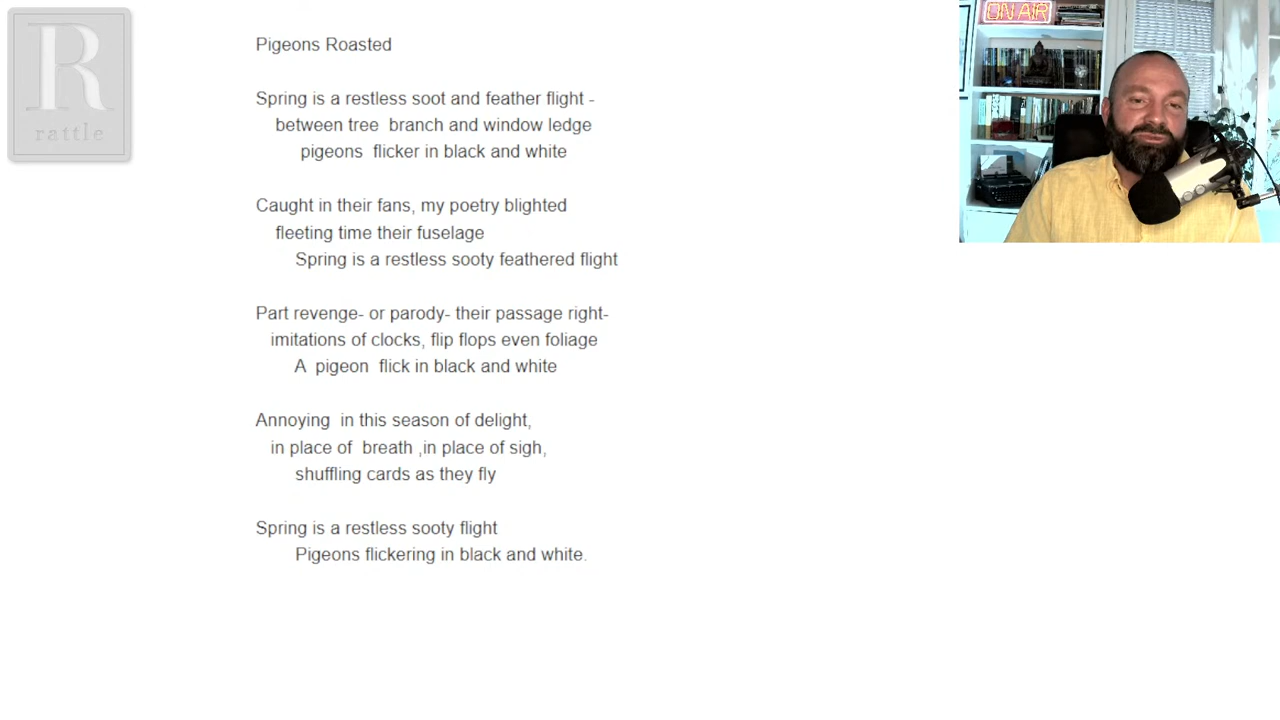 R
rattle
ON AIR
Pigeons Roasted
Spring is a restless soot and feather flight -
between tree branch and window ledge
pigeons flicker in black and white
Caught in their fans, my poetry blighted
fleeting time their fuselage
Spring is a restless sooty feathered flight
Part revenge- or parody- their passage right-
imitations of clocks, flip flops even foliage
A pigeon flick in black and white
Annoying in this season of delight,
in place of breath ,in place of sigh,
shuffling cards as they fly
Spring is a restless sooty flight
Pigeons flickering in black and white.